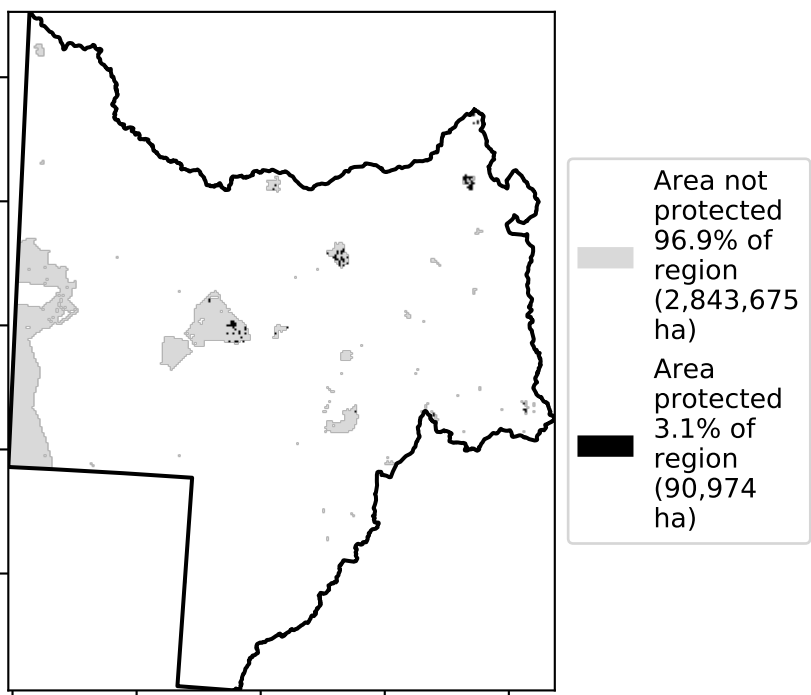 Area not
protected
96.9% of
region
(2,843,675
ha)
Area
protected
3.1% of
region
(90,974
ha)